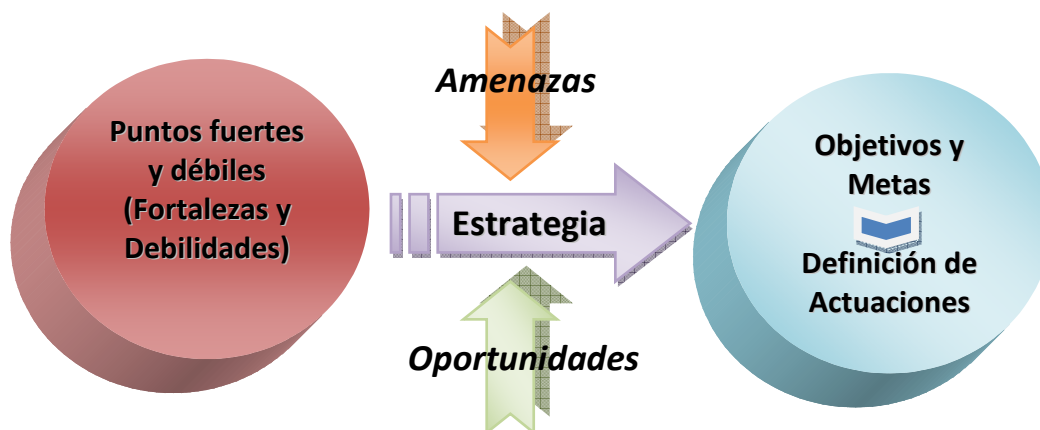 Puntos fuertes
y débiles
(Fortalezas y
Debilidades)
Amenazas
Estrategia
Oportunidades
Objetivos y
Metas
Definición de
Actuaciones